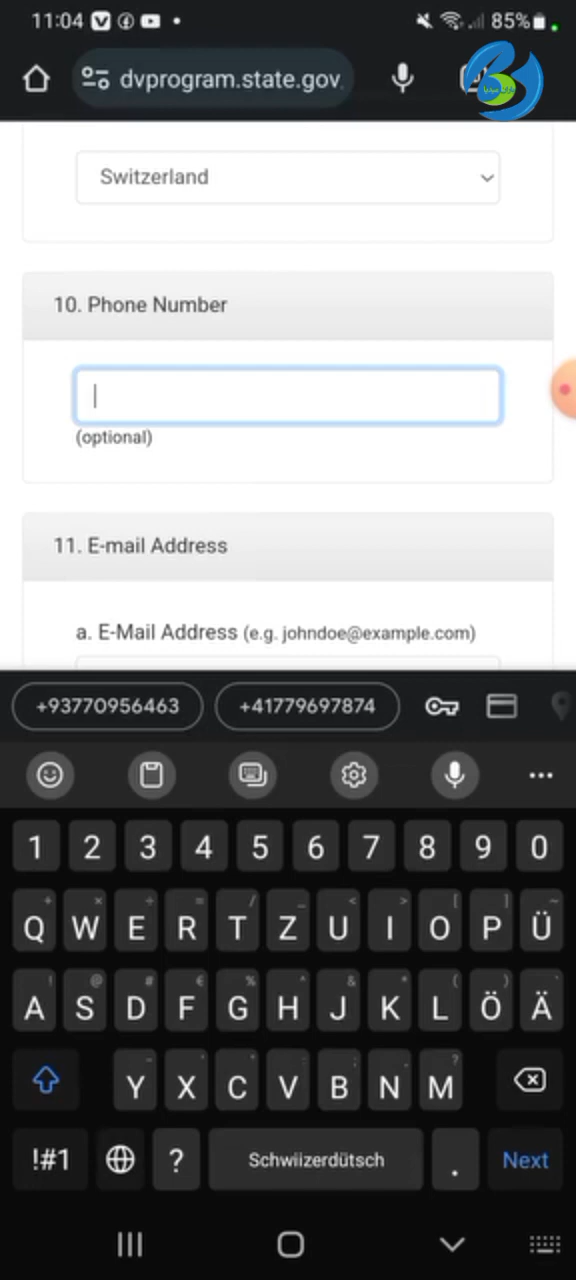 11:04
85%
dvprogram.state.gov
Switzerland
10. Phone Number
(optional)
11. E-mail Address
a. E-Mail Address (e.g. johndoe@example.com)
+93770956463 +41779697874
1 2 3 4 5 6 7 8 9 0
Q W E R T Z U I O P Ü
A S D F G H J K L Ö Ä
Y X C V B N M
!#1 ? Schwiizerdütsch . Next